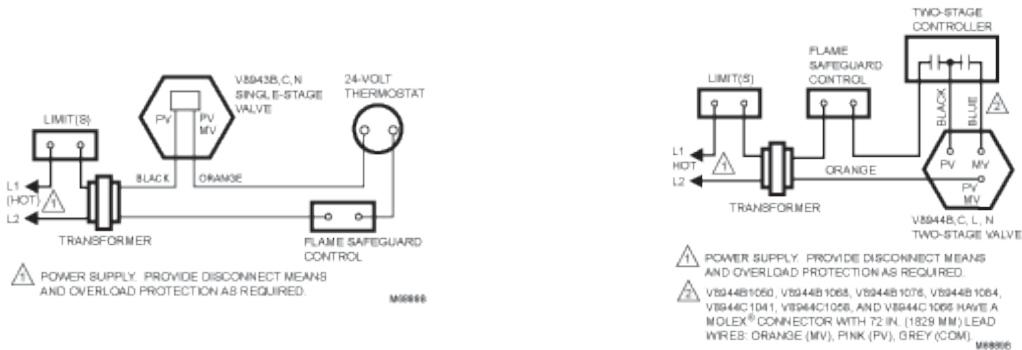 V8943B, C, N
SINGLE-STAGE
VALVE
24-VOLT
THERMOSTAT
PV
PV
MV
LIMIT(S)
L1
(HOT)
1
L2
BLACK
ORANGE
TRANSFORMER
FLAME SAFEGUARD
CONTROL
1 POWER SUPPLY. PROVIDE DISCONNECT MEANS
AND OVERLOAD PROTECTION AS REQUIRED.
TWO-STAGE
CONTROLLER
FLAME
SAFEGUARD
CONTROL
LIMIT(S)
BLACK
BLUE
2
L1
HOT
1
L2
ORANGE
PV
MV
PV
MV
TRANSFORMER
V8944B, C, L, N
TWO-STAGE VALVE
1 POWER SUPPLY. PROVIDE DISCONNECT MEANS
AND OVERLOAD PROTECTION AS REQUIRED.
2 V8944B1050, V8944B1068, V8944B1076, V8944B1084,
V8944C1041, V8944C1058, AND V8944C1066 HAVE A
MOLEX® CONNECTOR WITH 72 IN. (1829 MM) LEAD
WIRES: ORANGE (MV), PINK (PV), GREY (COM).